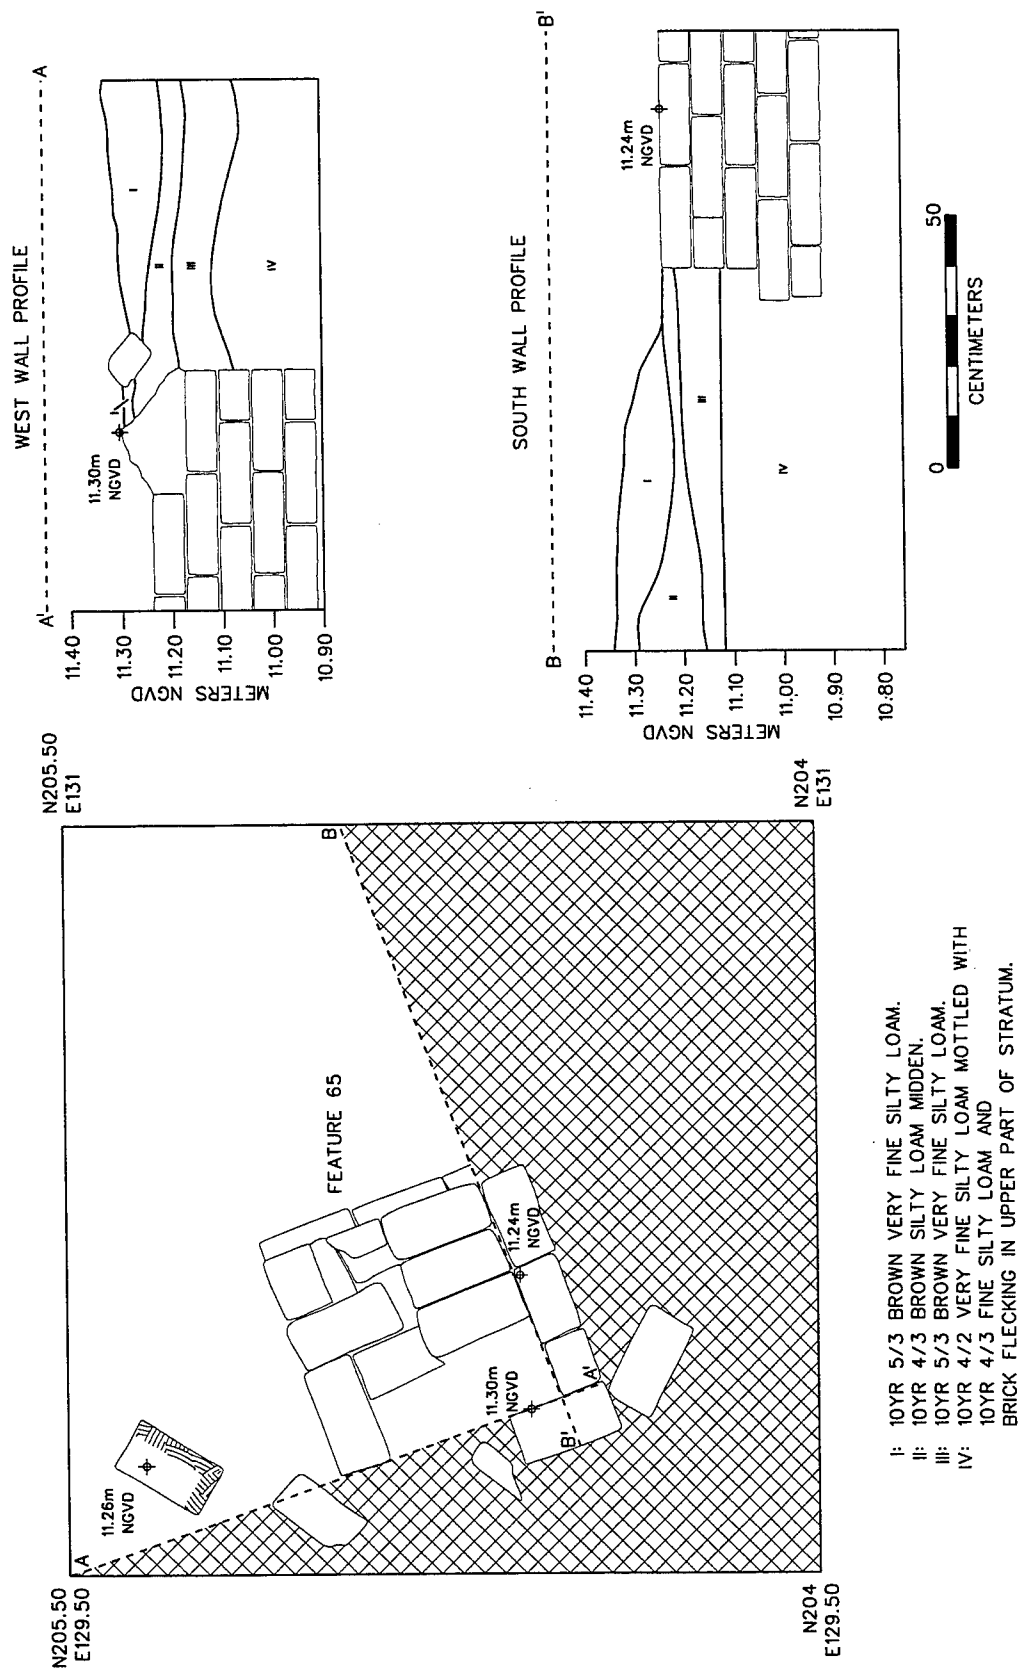 N205.50
E129.50
N205.50
E131
A
B
11.26m
NGVD
FEATURE 65
11.30m
NGVD
11.24m
NGVD
B'
A'
N204
E129.50
N204
E131
I: 10YR 5/3 BROWN VERY FINE SILTY LOAM.
II: 10YR 4/3 BROWN SILTY LOAM MIDDEN.
III: 10YR 5/3 BROWN VERY FINE SILTY LOAM.
IV: 10YR 4/2 VERY FINE SILTY LOAM MOTTLED WITH
10YR 4/3 FINE SILTY LOAM AND
BRICK FLECKING IN UPPER PART OF STRATUM.
WEST WALL PROFILE
A'
A
METERS NGVD
11.40
11.30
11.20
11.10
11.00
10.90
11.30m
NGVD
I
I
II
III
IV
SOUTH WALL PROFILE
B
B'
METERS NGVD
11.40
11.30
11.20
11.10
11.00
10.80
11.24m
NGVD
I
II
III
IV
0
50
CENTIMETERS